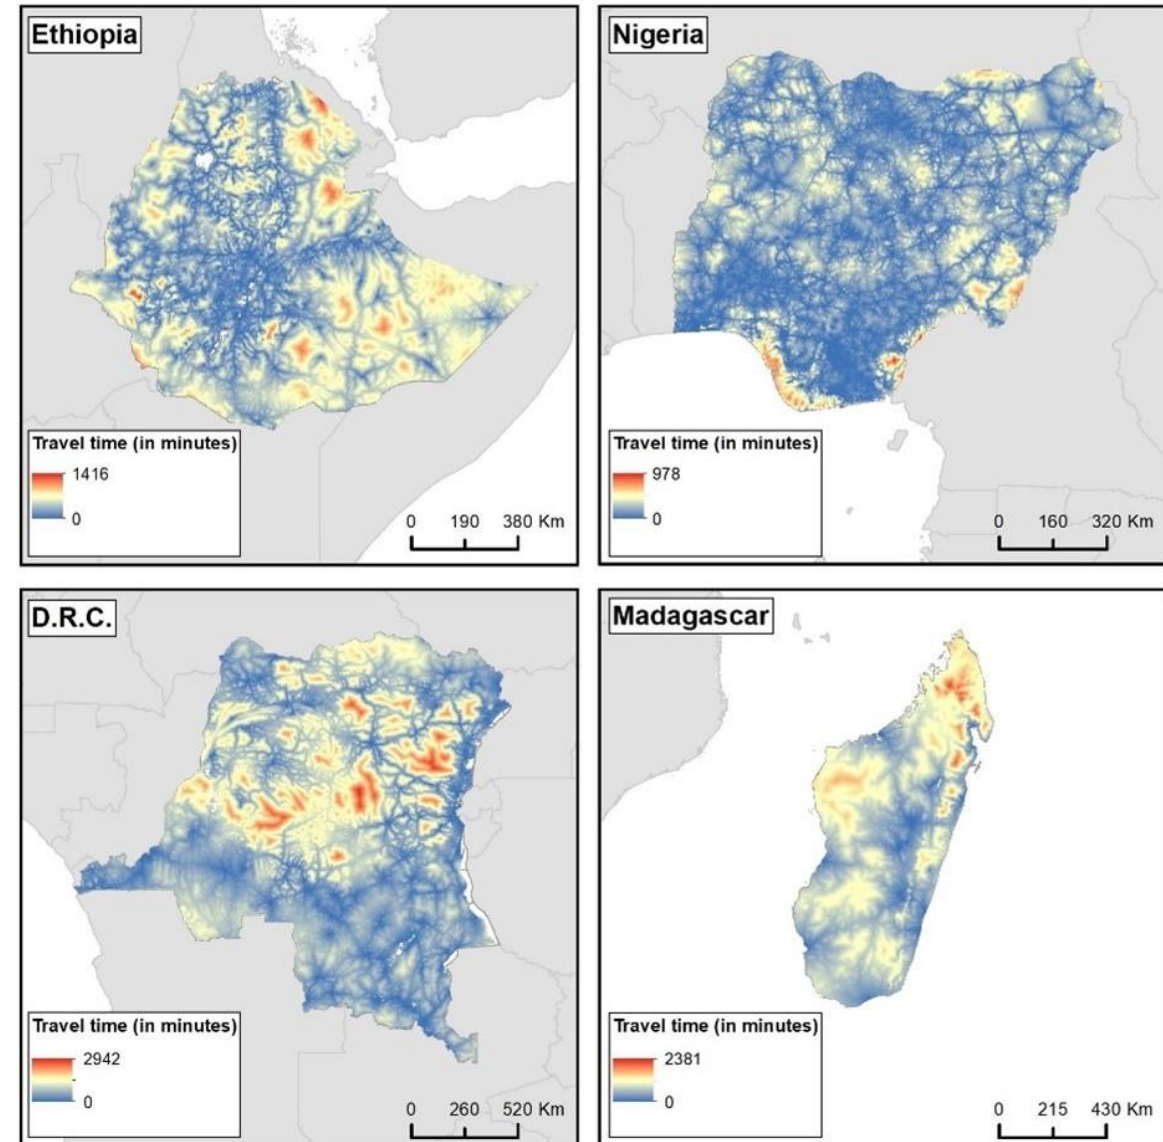 Ethiopia
Travel time (in minutes)
1416
0
0 190 380 Km
Nigeria
Travel time (in minutes)
978
0
0 160 320 Km
D.R.C.
Travel time (in minutes)
2942
0
0 260 520 Km
Madagascar
Travel time (in minutes)
2381
0
0 215 430 Km